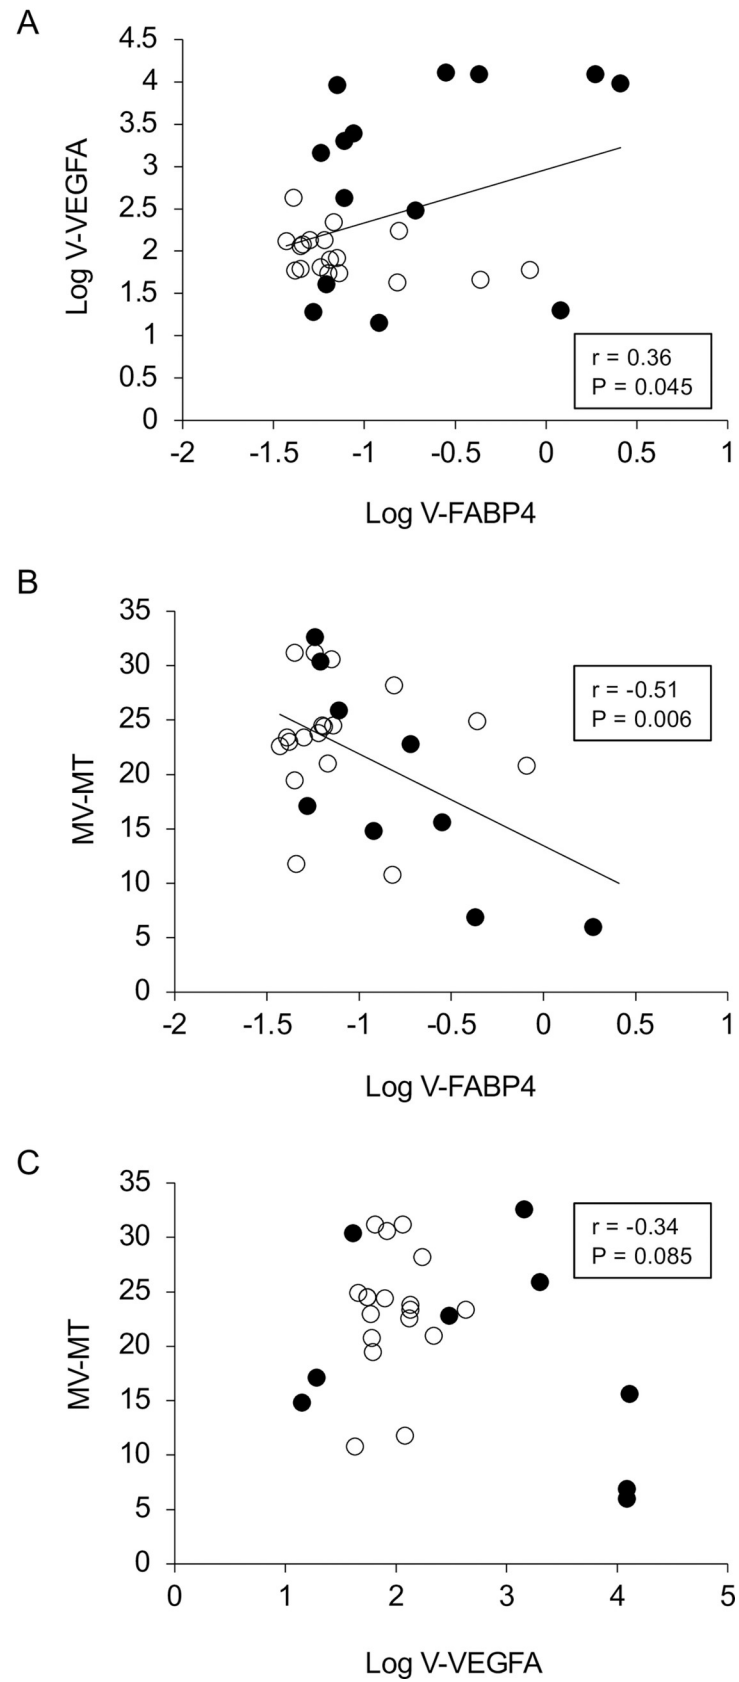 A
Log V-VEGFA
4.5
4
3.5
3
2.5
2
1.5
1
0.5
0
r = 0.36
P = 0.045
-2 -1.5 -1 -0.5 0 0.5 1
Log V-FABP4
B
MV-MT
35
30
25
20
15
10
5
0
r = -0.51
P = 0.006
-2 -1.5 -1 -0.5 0 0.5 1
Log V-FABP4
C
MV-MT
35
30
25
20
15
10
5
0
r = -0.34
P = 0.085
0 1 2 3 4 5
Log V-VEGFA